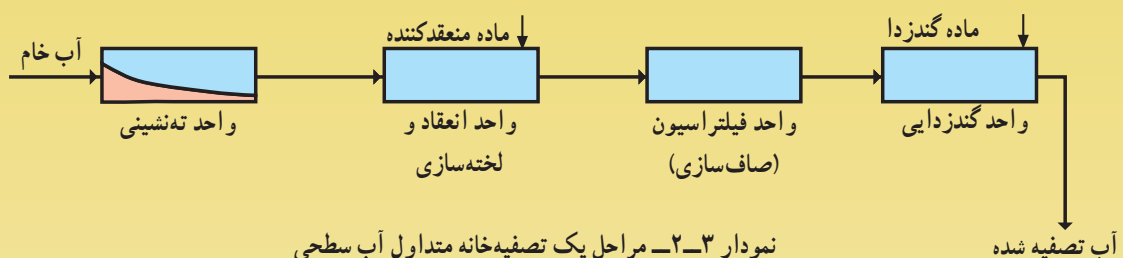 آب خام
ماده منعقدکننده
ماده گندزدا
واحد ته‌نشینی
واحد انعقاد و
لخته‌سازی
واحد فیلتراسیون
(صاف‌سازی)
واحد گندزدایی
آب تصفیه شده
نمودار ۳ــ۲ــ مراحل یک تصفیه‌خانه متداول آب سطحی